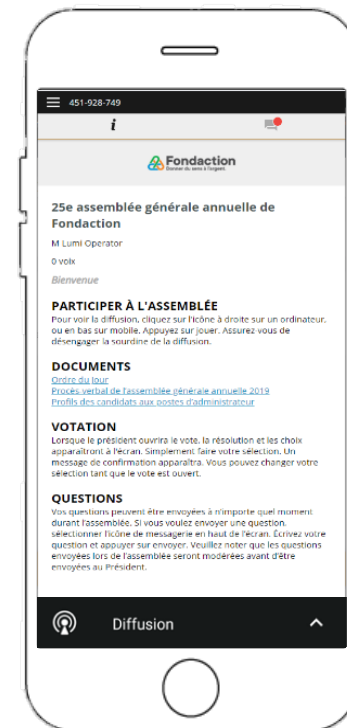 451-928-749
i
Fondaction
Donner du sens à l'argent.
25e assemblée générale annuelle de
Fondaction
M Lumi Operator
0 voix
Bienvenue
PARTICIPER À L'ASSEMBLÉE
Pour voir la diffusion, cliquez sur l'icône à droite sur un ordinateur,
ou en bas sur mobile. Appuyez sur jouer. Assurez-vous de
désengager la sourdine de la diffusion.
DOCUMENTS
Ordre du jour
Procès verbal de l'assemblée générale annuelle 2019
Profils des candidats aux postes d'administrateur
VOTATION
Lorsque le président ouvrira le vote, la résolution et les choix
apparaîtront à l'écran. Simplement faire votre sélection. Un
message de confirmation apparaîtra. Vous pouvez changer votre
sélection tant que le vote est ouvert.
QUESTIONS
Vos questions peuvent être envoyées à n'importe quel moment
durant l'assemblée. Si vous voulez envoyer une question,
sélectionner l'icône de messagerie en haut de l'écran. Écrivez votre
question et appuyer sur envoyer. Veuillez noter que les questions
envoyées lors de l'assemblée seront modérées avant d'être
envoyées au Président.
Diffusion